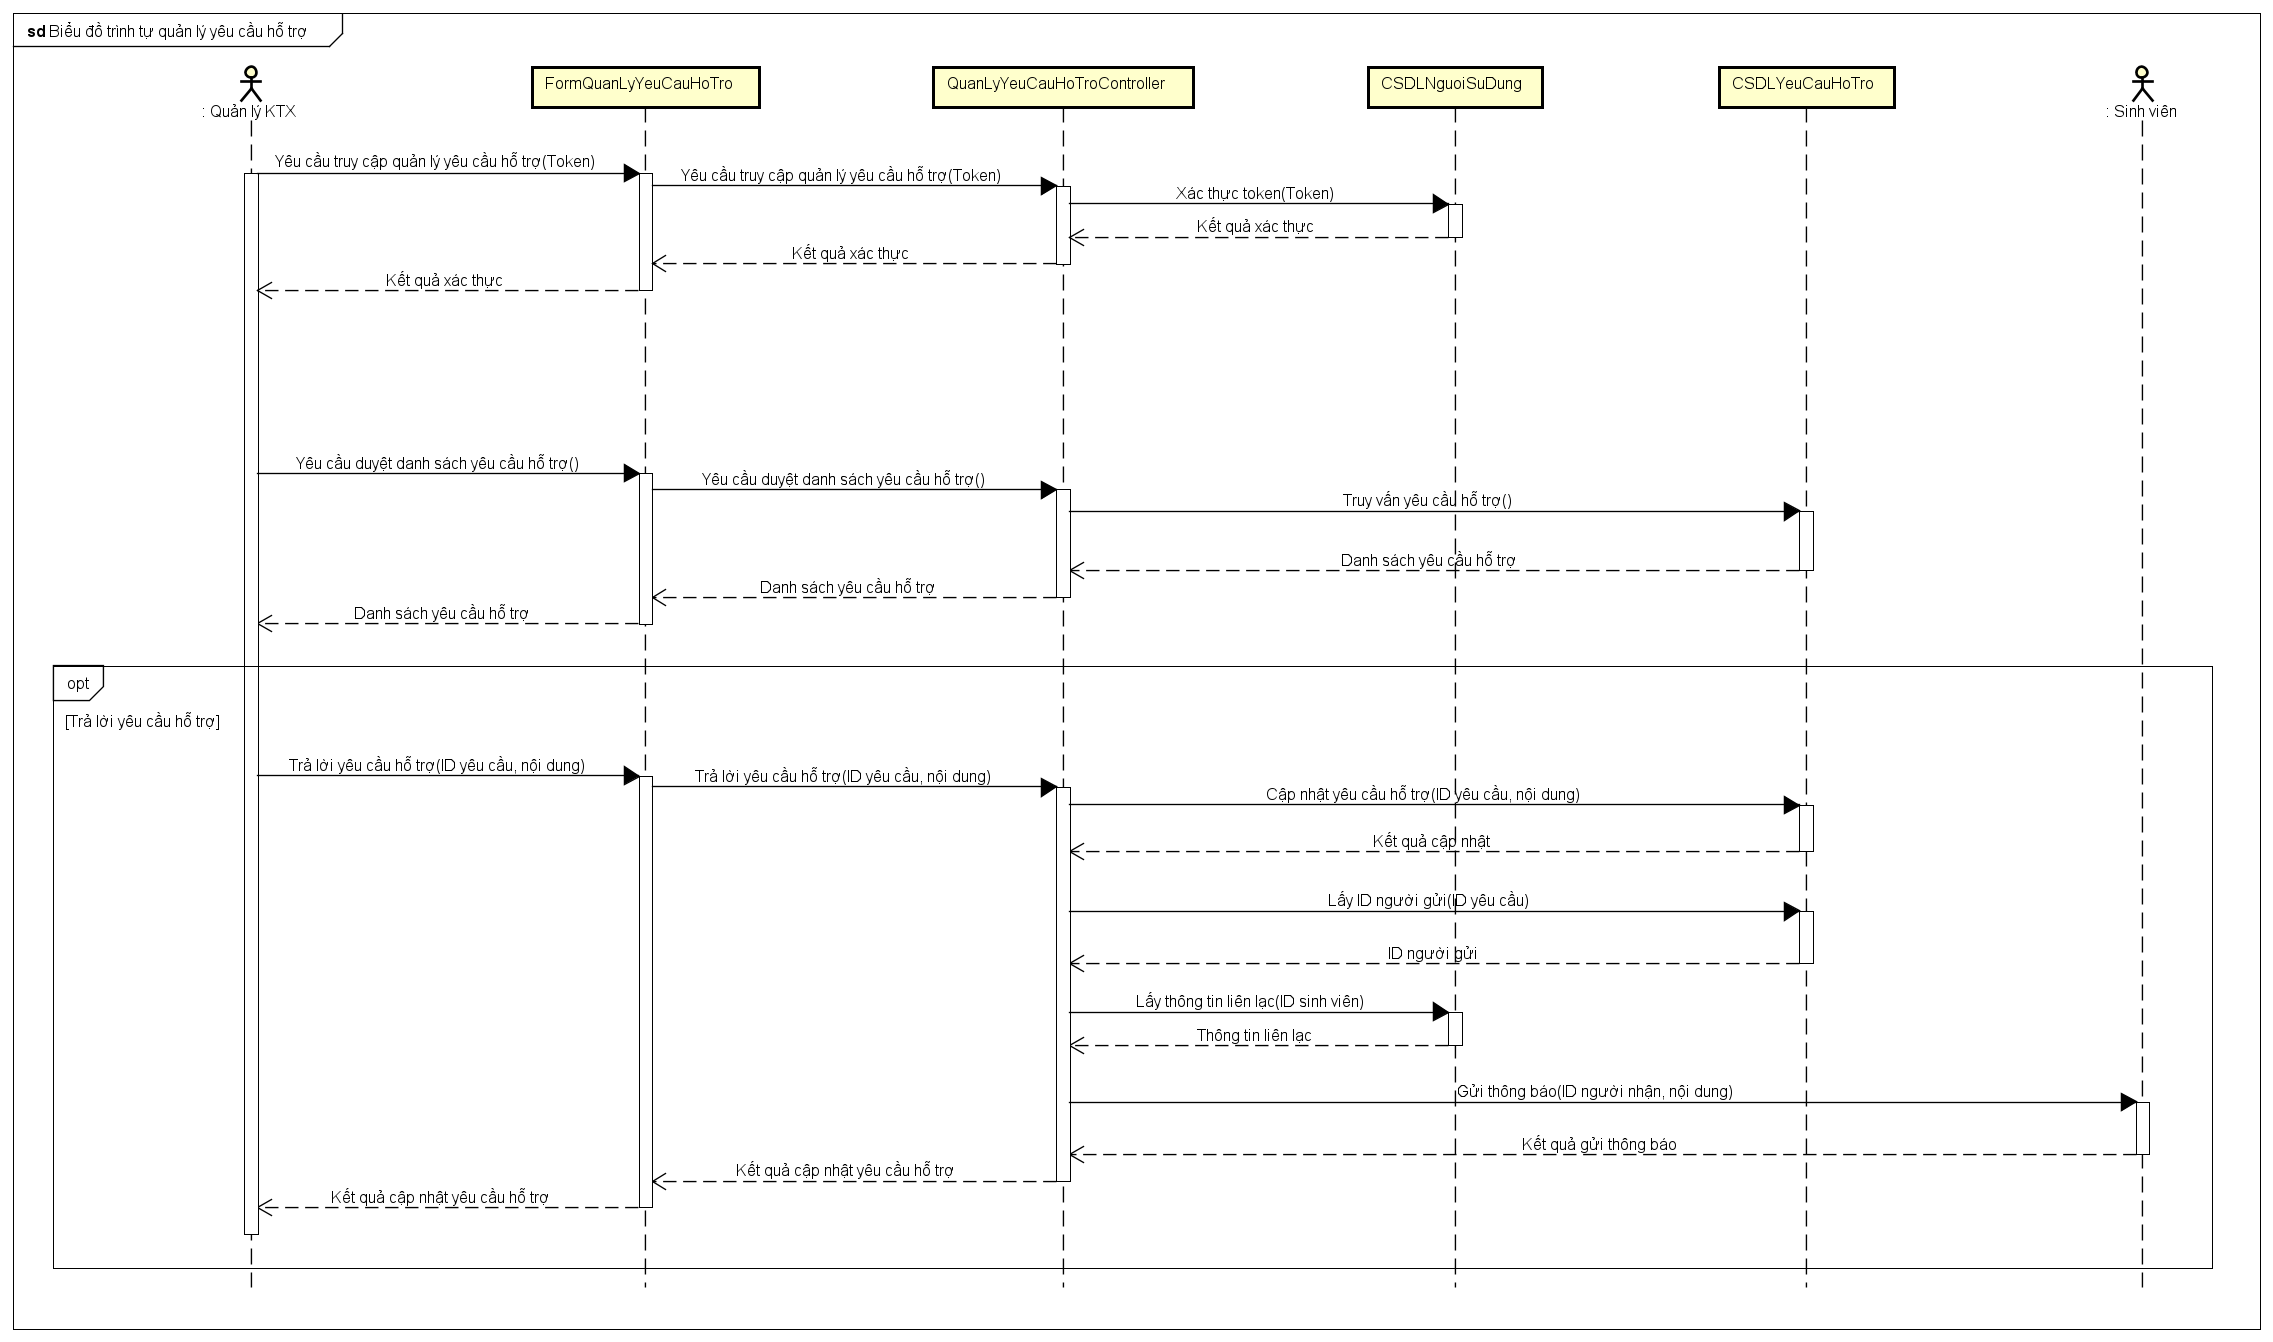 sd Biểu đồ trình tự quản lý yêu cầu hỗ trợ
: Quản lý KTX
FormQuanLyYeuCauHoTro
QuanLyYeuCauHoTroController
CSDLNguoiSuDung
CSDLYeuCauHoTro
: Sinh viên
Yêu cầu truy cập quản lý yêu cầu hỗ trợ(Token)
Yêu cầu truy cập quản lý yêu cầu hỗ trợ(Token)
Xác thực token(Token)
Kết quả xác thực
Kết quả xác thực
Kết quả xác thực
Yêu cầu duyệt danh sách yêu cầu hỗ trợ()
Yêu cầu duyệt danh sách yêu cầu hỗ trợ()
Truy vấn yêu cầu hỗ trợ()
Danh sách yêu cầu hỗ trợ
Danh sách yêu cầu hỗ trợ
Danh sách yêu cầu hỗ trợ
opt
[Trả lời yêu cầu hỗ trợ]
Trả lời yêu cầu hỗ trợ(ID yêu cầu, nội dung)
Trả lời yêu cầu hỗ trợ(ID yêu cầu, nội dung)
Cập nhật yêu cầu hỗ trợ(ID yêu cầu, nội dung)
Kết quả cập nhật
Lấy ID người gửi(ID yêu cầu)
ID người gửi
Lấy thông tin liên lạc(ID sinh viên)
Thông tin liên lạc
Gửi thông báo(ID người nhận, nội dung)
Kết quả gửi thông báo
Kết quả cập nhật yêu cầu hỗ trợ
Kết quả cập nhật yêu cầu hỗ trợ